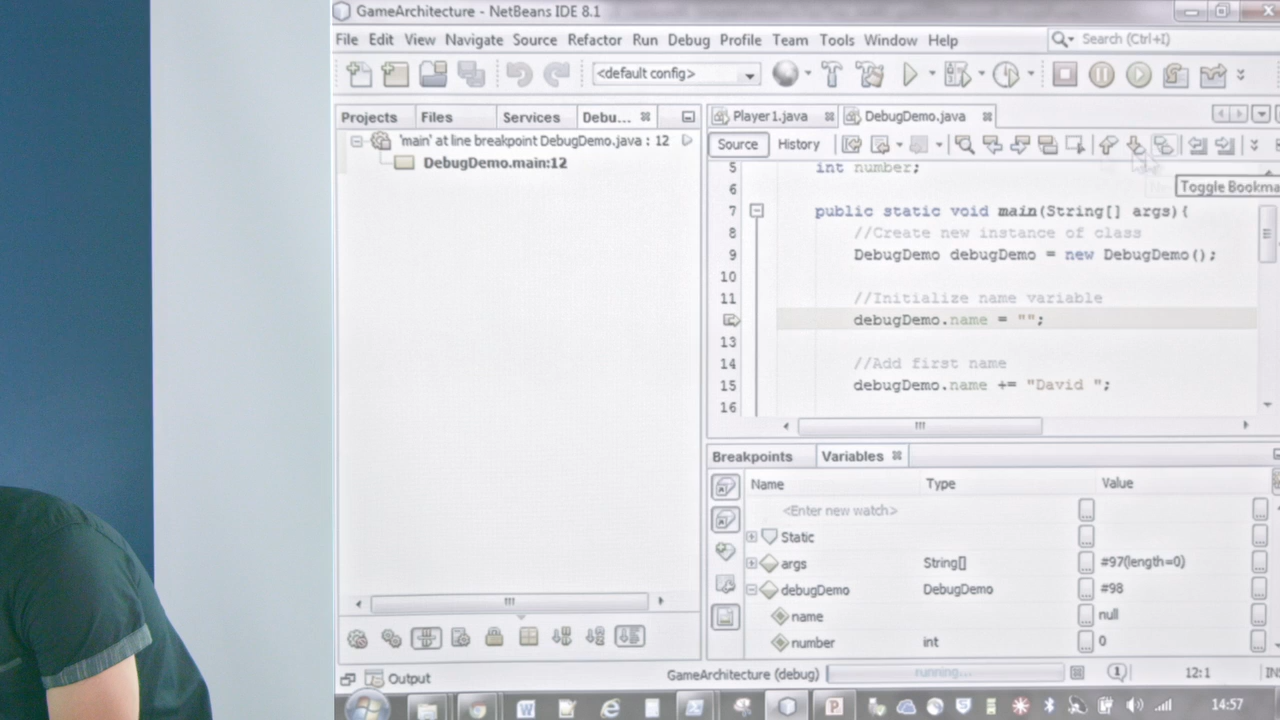 GameArchitecture - NetBeans IDE 8.1
File Edit View Navigate Source Refactor Run Debug Profile Team Tools Window Help
Search (Ctrl+I)
<default config>
Projects Files Services Debu...
Player1.java DebugDemo.java
'main' at line breakpoint DebugDemo.java : 12
DebugDemo.main:12
Source History
Toggle Bookma
5 int number;
6
7 public static void main(String[] args){
8 //Create new instance of class
9 DebugDemo debugDemo = new DebugDemo();
10
11 //Initialize name variable
debugDemo.name = "";
13
14 //Add first name
15 debugDemo.name += "David ";
16
Breakpoints Variables
Name Type Value
<Enter new watch>
Static
args String[] #97(length=0)
debugDemo DebugDemo #98
name null
number int 0
Output
GameArchitecture (debug) running... 12:1 IN
14:57